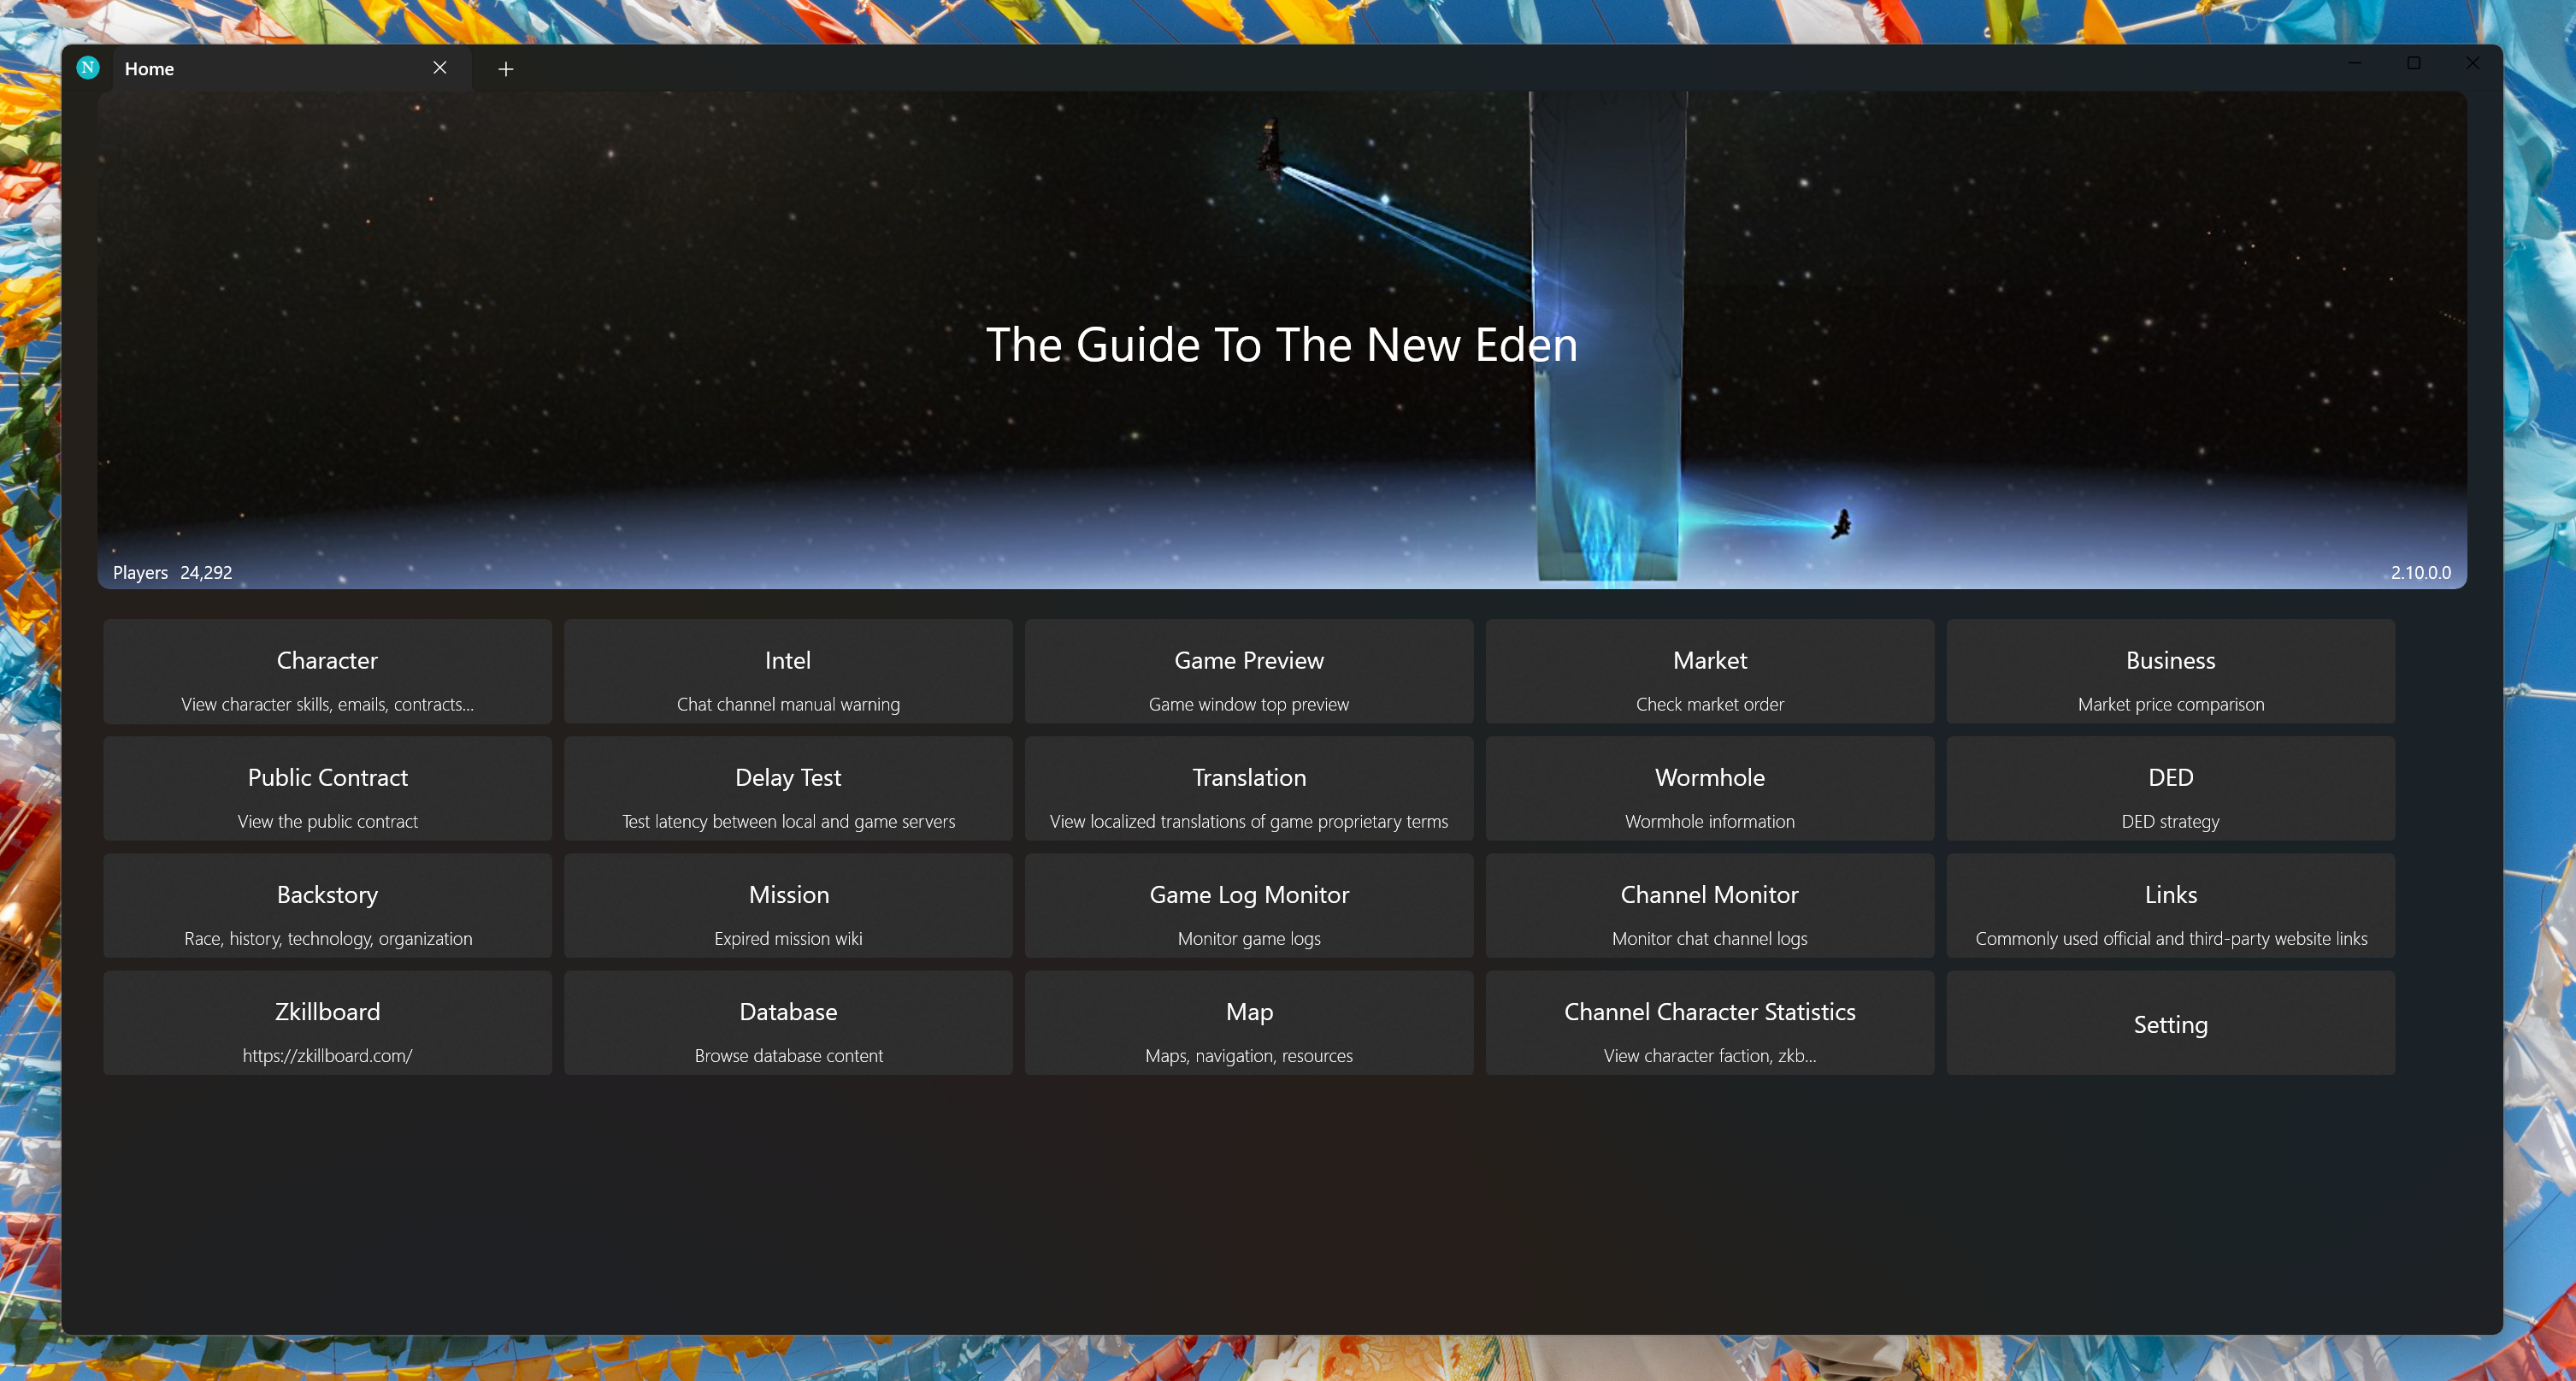 N
Home
The Guide To The New Eden
Players 24,292
2.10.0.0
Character
View character skills, emails, contracts...
Intel
Chat channel manual warning
Game Preview
Game window top preview
Market
Check market order
Business
Market price comparison
Public Contract
View the public contract
Delay Test
Test latency between local and game servers
Translation
View localized translations of game proprietary terms
Wormhole
Wormhole information
DED
DED strategy
Backstory
Race, history, technology, organization
Mission
Expired mission wiki
Game Log Monitor
Monitor game logs
Channel Monitor
Monitor chat channel logs
Links
Commonly used official and third-party website links
Zkillboard
https://zkillboard.com/
Database
Browse database content
Map
Maps, navigation, resources
Channel Character Statistics
View character faction, zkb...
Setting